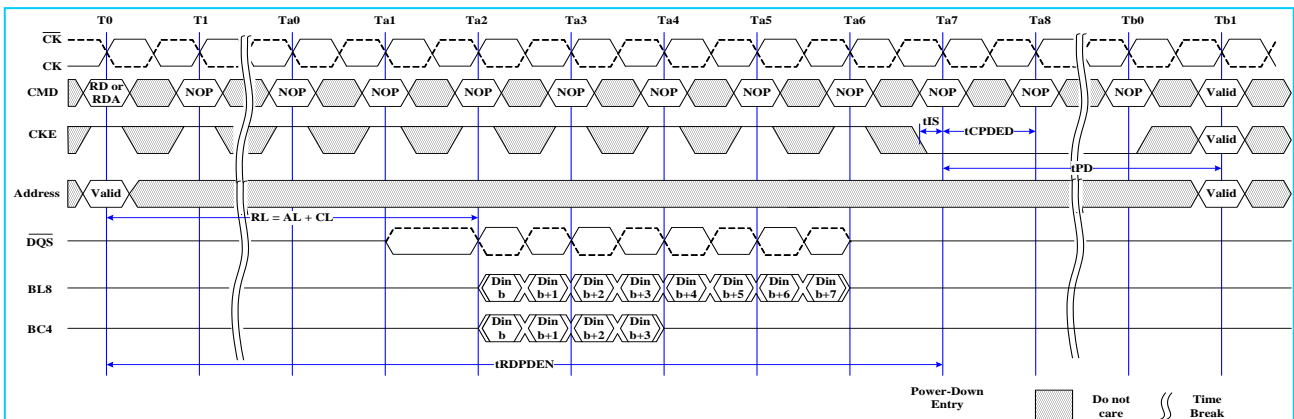 T0 T1 Ta0 Ta1 Ta2 Ta3 Ta4 Ta5 Ta6 Ta7 Ta8 Tb0 Tb1
CK
CK
CMD RD or RDA NOP NOP NOP NOP NOP NOP NOP NOP NOP NOP NOP Valid
tIS tCPDED
CKE Valid
tPD
Address Valid Valid
RL = AL + CL
DQS
BL8 Din b Din b+1 Din b+2 Din b+3 Din b+4 Din b+5 Din b+6 Din b+7
BC4 Din b Din b+1 Din b+2 Din b+3
tRDPDEN
Power-Down Entry
Do not care
Time Break